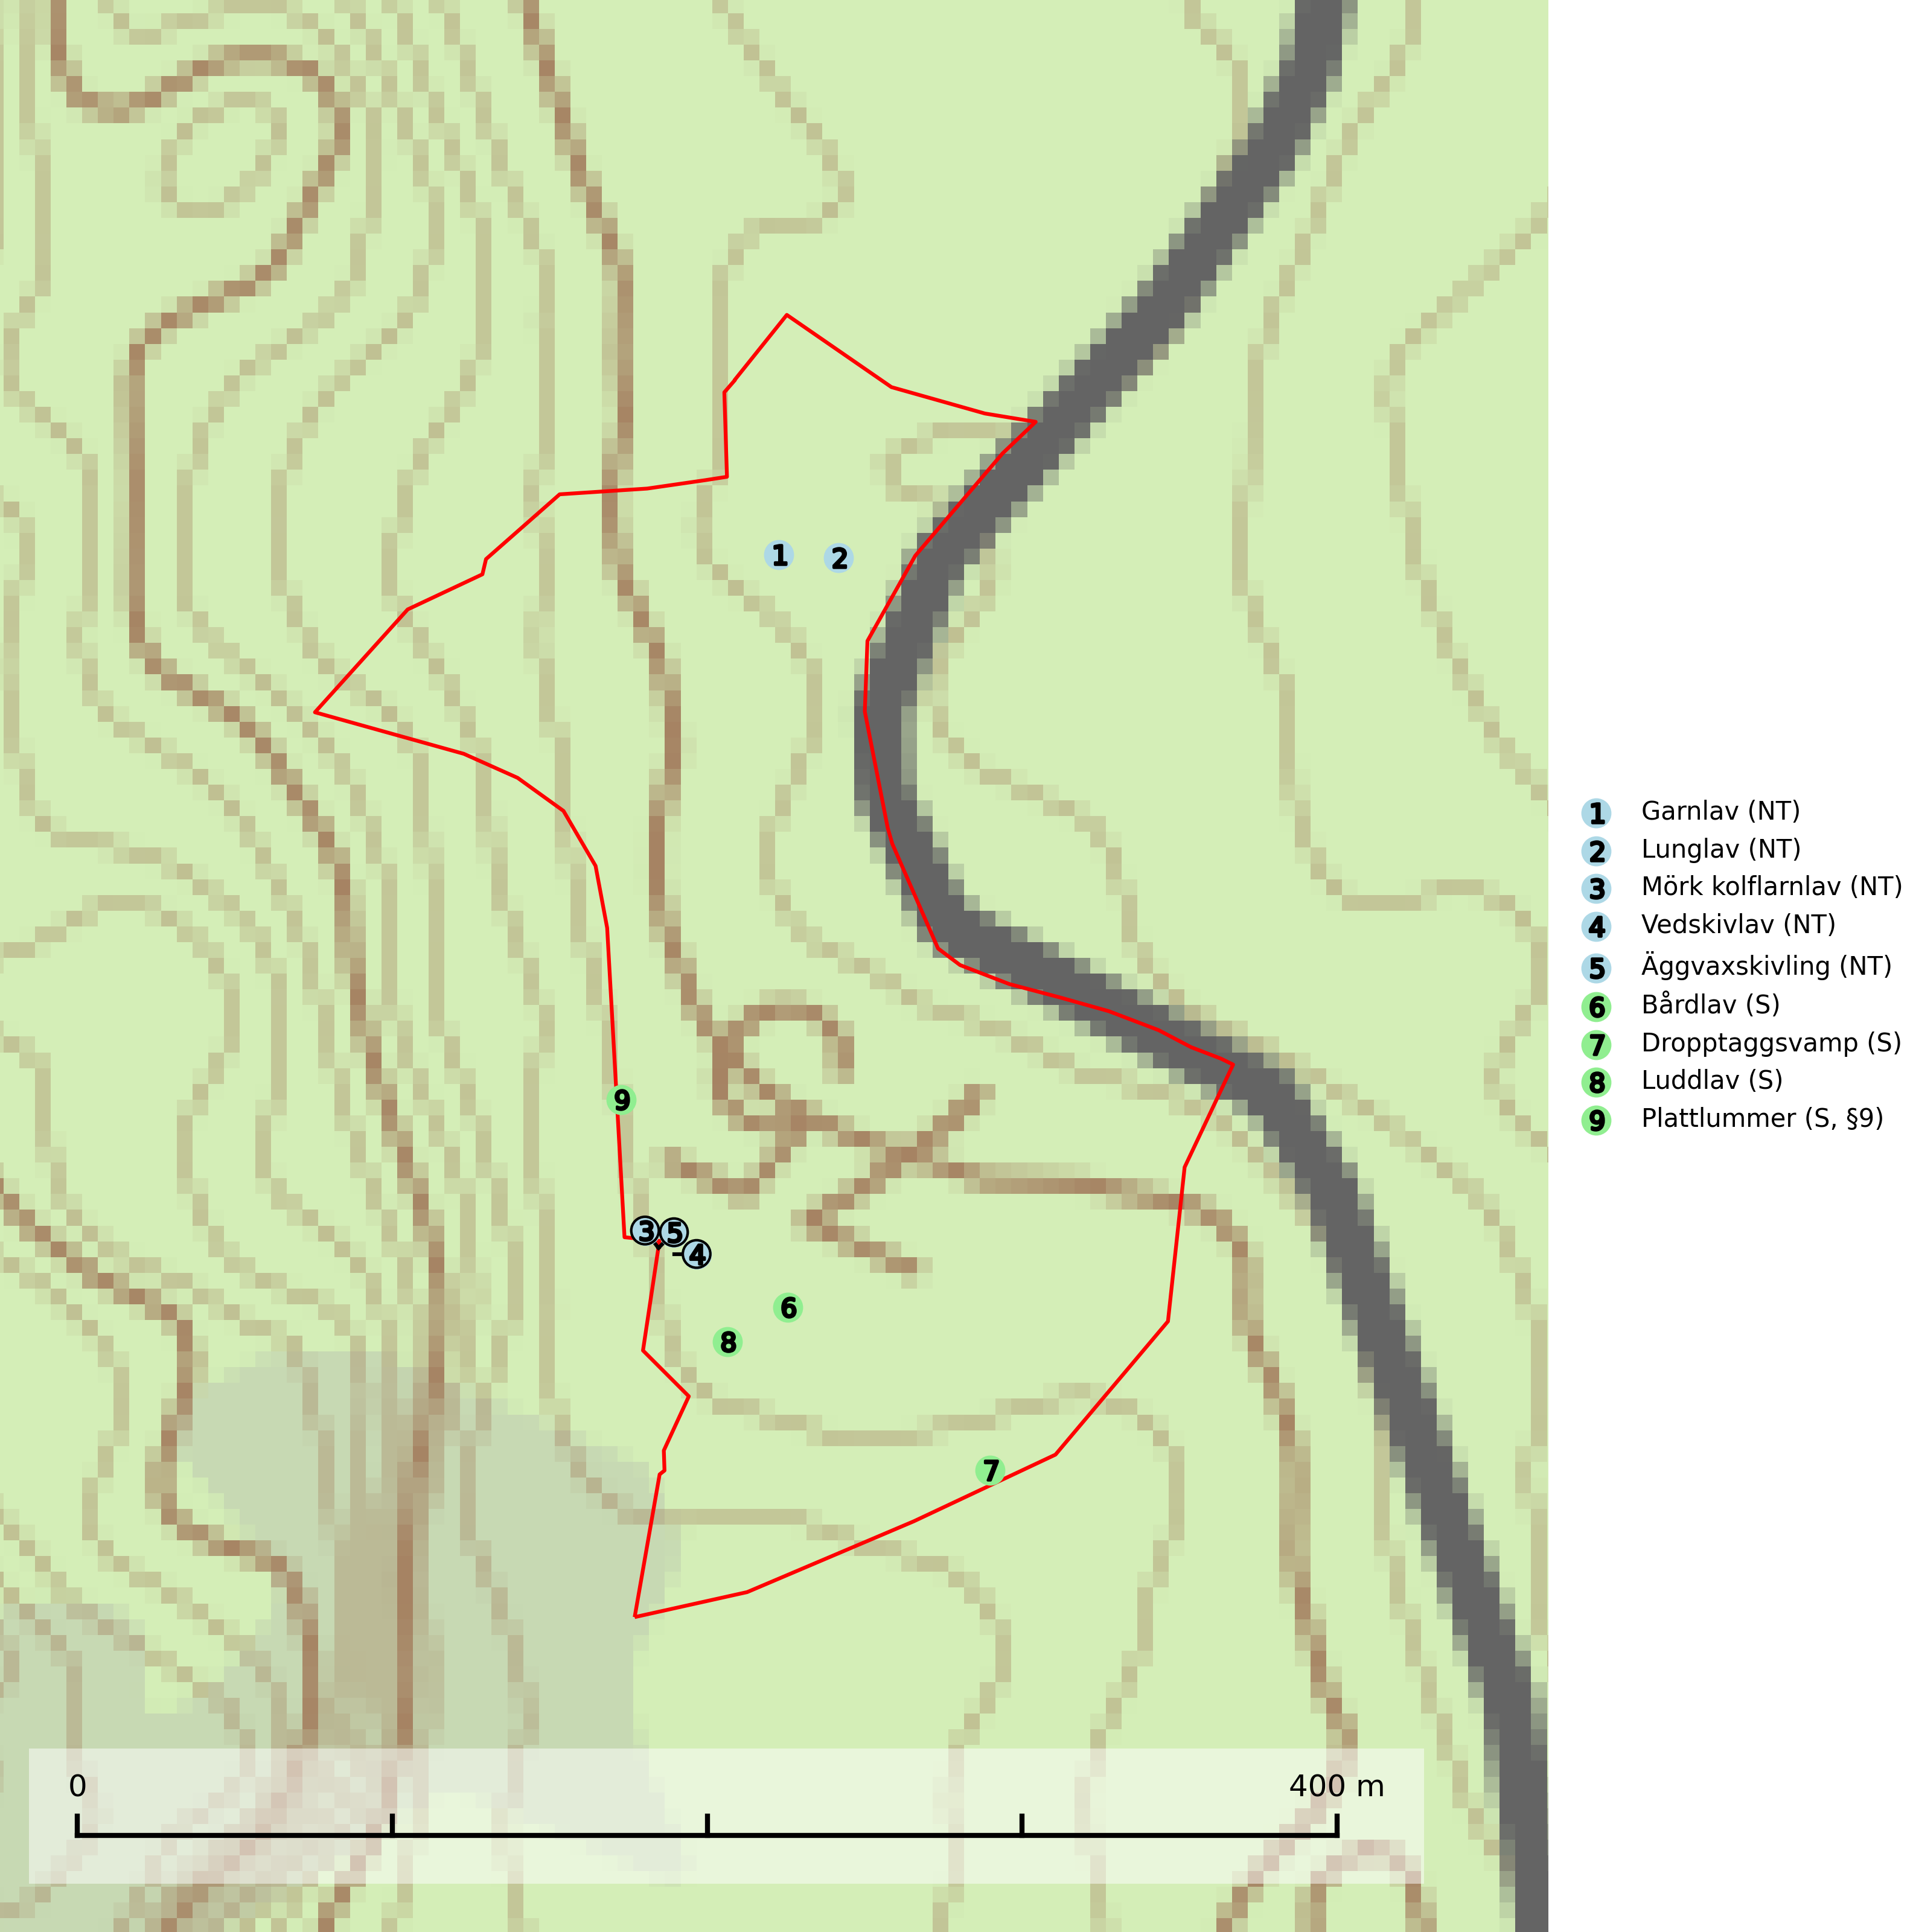 1
2
9
3 5
4
6
8
7
0 400 m
1 Garnlav (NT)
2 Lunglav (NT)
3 Mörk kolflarnlav (NT)
4 Vedskivlav (NT)
5 Äggvaxskivling (NT)
6 Bårdlav (S)
7 Dropptaggsvamp (S)
8 Luddlav (S)
9 Plattlummer (S, §9)